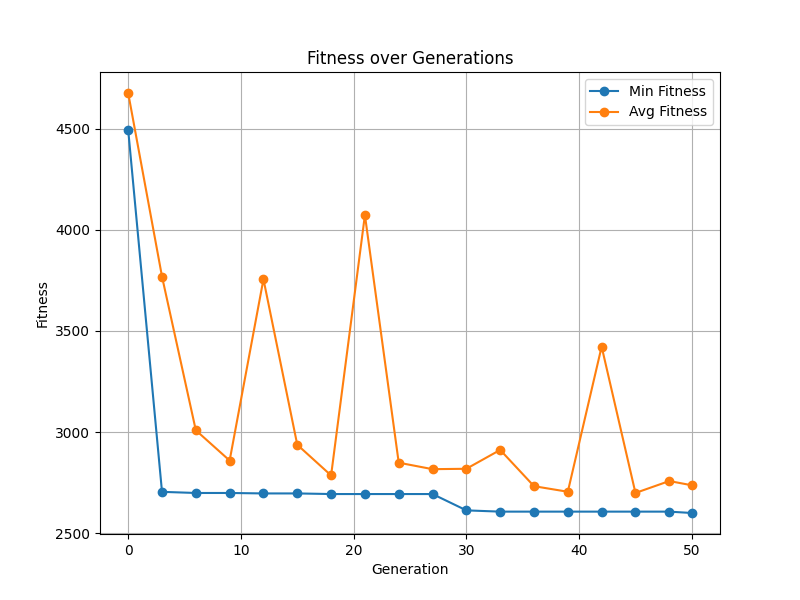 Fitness over Generations
Min Fitness
Avg Fitness
Fitness
4500
4000
3500
3000
2500
0 10 20 30 40 50
Generation